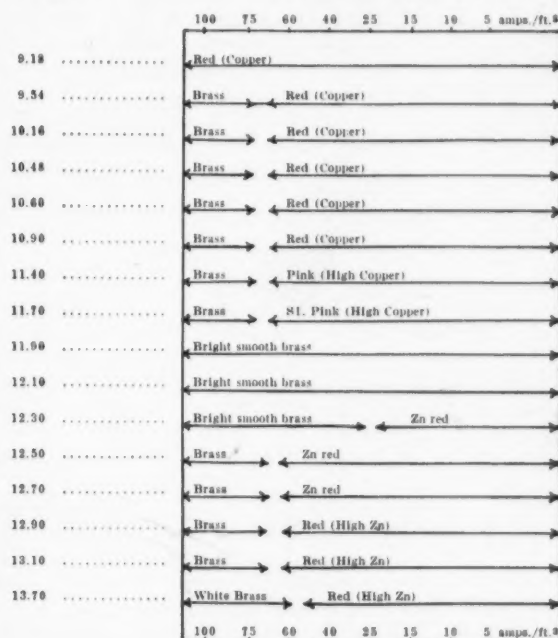 100 80 60 40 25 15 10 5 amps./ft.²
9.18 .............. Red (Copper)
9.54 .............. Brass Red (Copper)
10.16 .............. Brass Red (Copper)
10.48 .............. Brass Red (Copper)
10.60 .............. Brass Red (Copper)
10.90 .............. Brass Red (Copper)
11.40 .............. Brass Pink (High Copper)
11.70 .............. Brass Sl. Pink (High Copper)
11.90 .............. Bright smooth brass
12.10 .............. Bright smooth brass
12.30 .............. Bright smooth brass Zn red
12.50 .............. Brass Zn red
12.70 .............. Brass Zn red
12.90 .............. Brass Red (High Zn)
13.10 .............. Brass Red (High Zn)
13.70 .............. White Brass Red (High Zn)
100 75 60 40 25 15 10 5 amps./ft.²